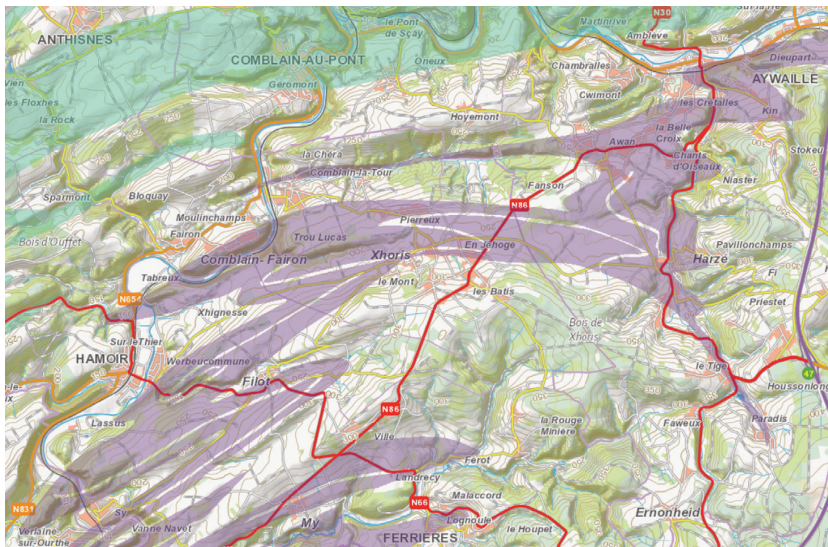 N30
Martinrive
le Pont
de Sçay
Amblève
ANTHISNES
Dieupart
COMBLAIN-AU-PONT
Oneux
Chambralles
AYWAILLE
Géromont
Cwimont
les Cretalles
les Floxhes
Kin
la Rock
Hoyemont
la Belle
Croix
Awan
Stokeu
la Chéra
Chants
d'Oiseaux
Comblain-la-Tour
Niaster
Fanson
Sparmont
Bloquay
N86
Moulinchamps
Pierreux
Fairon
Trou Lucas
Bois d'Ouffet
En Jehoge
Pavillonchamps
Comblain- Fairon
Xhoris
Harzé
Tabreux
le Mont
Fi
les Batis
N654
Priestet
Xhignesse
Bois de
Xhoris
Sur le Thier
HAMOIR
Werbeucommune
le Tige
47
Filot
Houssonlong
N86
Lassus
la Rouge
Minière
Faweux
Paradis
Ville
Férot
Landrecy
Malaccord
N66
N831
Sy
Ernonheid
My
Lognoule
Verlaine-
sur-Ourthe
Vanne Navet
le Houpet
FERRIERES